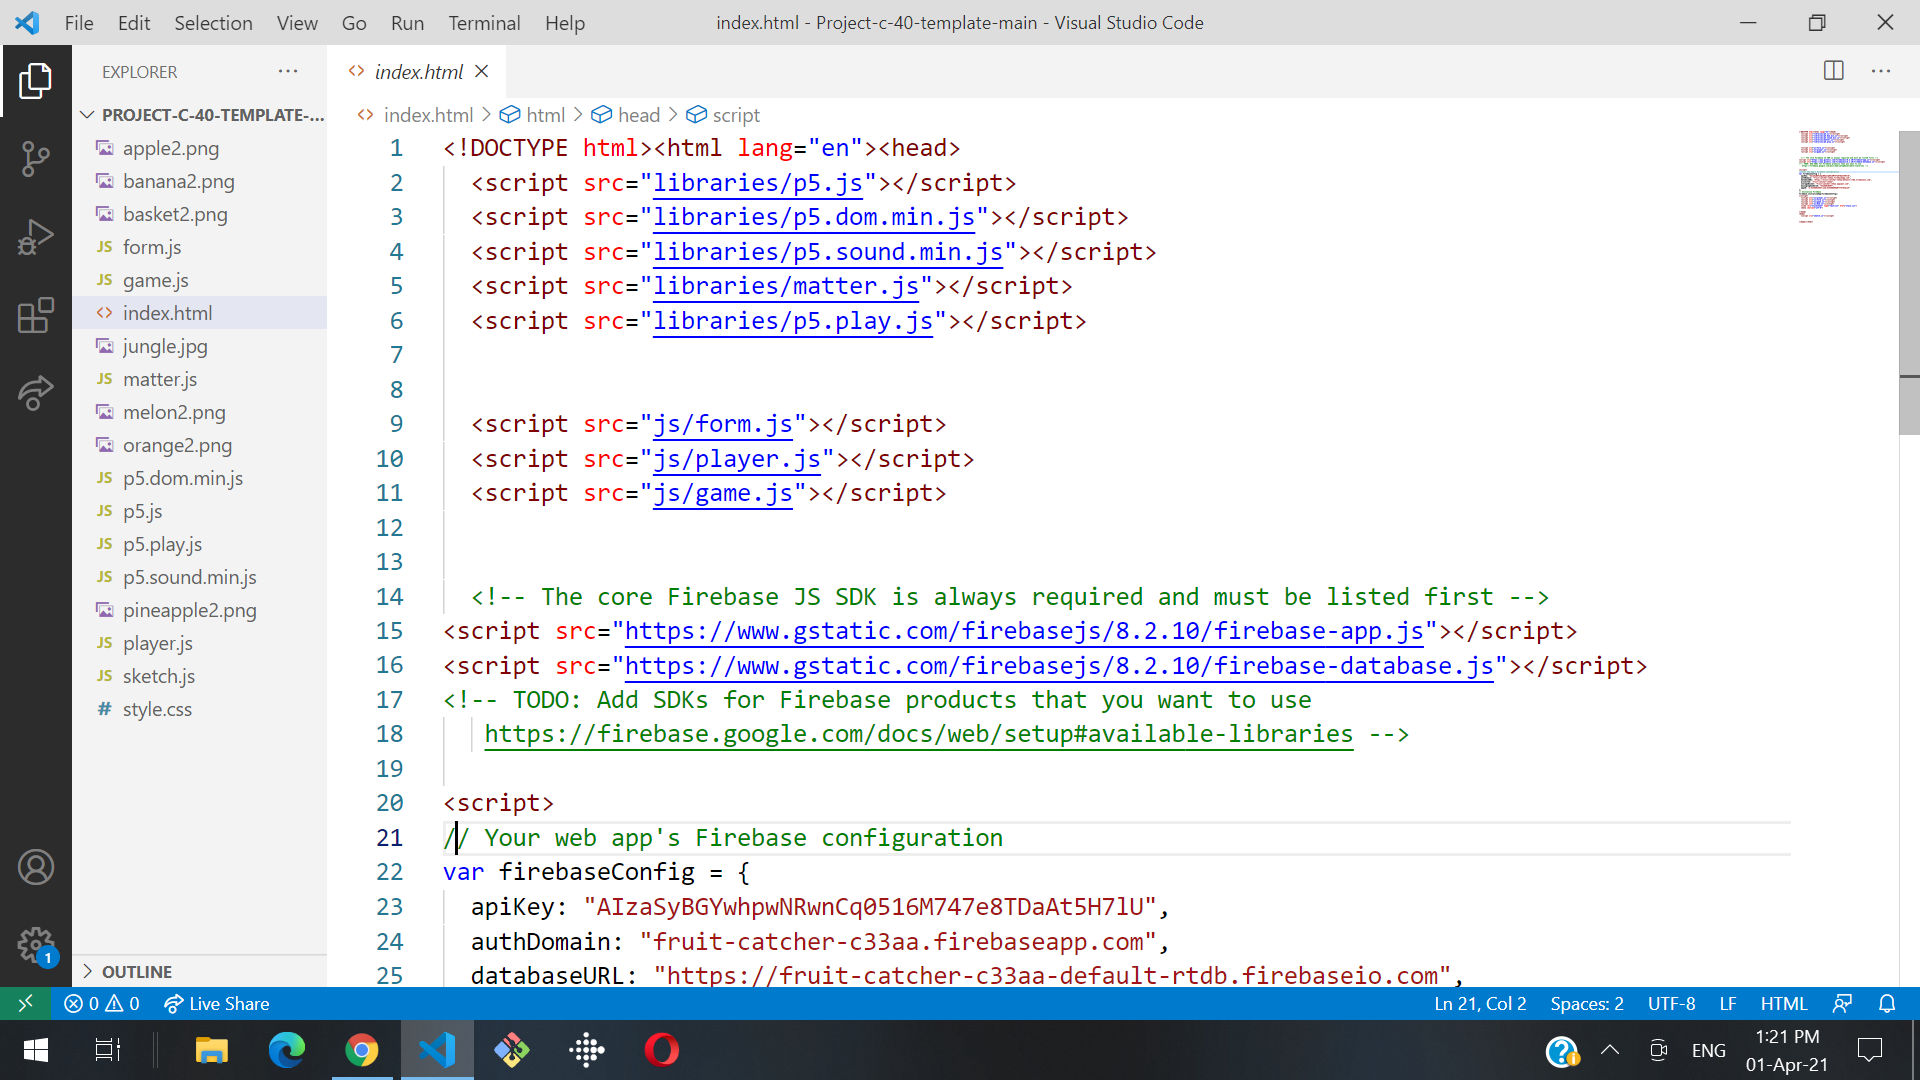 File Edit Selection View Go Run Terminal Help
index.html - Project-c-40-template-main - Visual Studio Code
EXPLORER
PROJECT-C-40-TEMPLATE-...
apple2.png
banana2.png
basket2.png
JS form.js
JS game.js
<> index.html
jungle.jpg
JS matter.js
melon2.png
orange2.png
JS p5.dom.min.js
JS p5.js
JS p5.play.js
JS p5.sound.min.js
pineapple2.png
JS player.js
JS sketch.js
# style.css
OUTLINE
<> index.html
<> index.html > html > head > script
1 <!DOCTYPE html><html lang="en"><head>
2 <script src="libraries/p5.js"></script>
3 <script src="libraries/p5.dom.min.js"></script>
4 <script src="libraries/p5.sound.min.js"></script>
5 <script src="libraries/matter.js"></script>
6 <script src="libraries/p5.play.js"></script>
7
8
9 <script src="js/form.js"></script>
10 <script src="js/player.js"></script>
11 <script src="js/game.js"></script>
12
13
14 <!-- The core Firebase JS SDK is always required and must be listed first -->
15 <script src="https://www.gstatic.com/firebasejs/8.2.10/firebase-app.js"></script>
16 <script src="https://www.gstatic.com/firebasejs/8.2.10/firebase-database.js"></script>
17 <!-- TODO: Add SDKs for Firebase products that you want to use
18 https://firebase.google.com/docs/web/setup#available-libraries -->
19
20 <script>
21 // Your web app's Firebase configuration
22 var firebaseConfig = {
23 apiKey: "AIzaSyBGYwhpwNRwnCq0516M747e8TDaAt5H7lU",
24 authDomain: "fruit-catcher-c33aa.firebaseapp.com",
25 databaseURL: "https://fruit-catcher-c33aa-default-rtdb.firebaseio.com",
1
0 0 Live Share
Ln 21, Col 2 Spaces: 2 UTF-8 LF HTML
ENG
1:21 PM
01-Apr-21